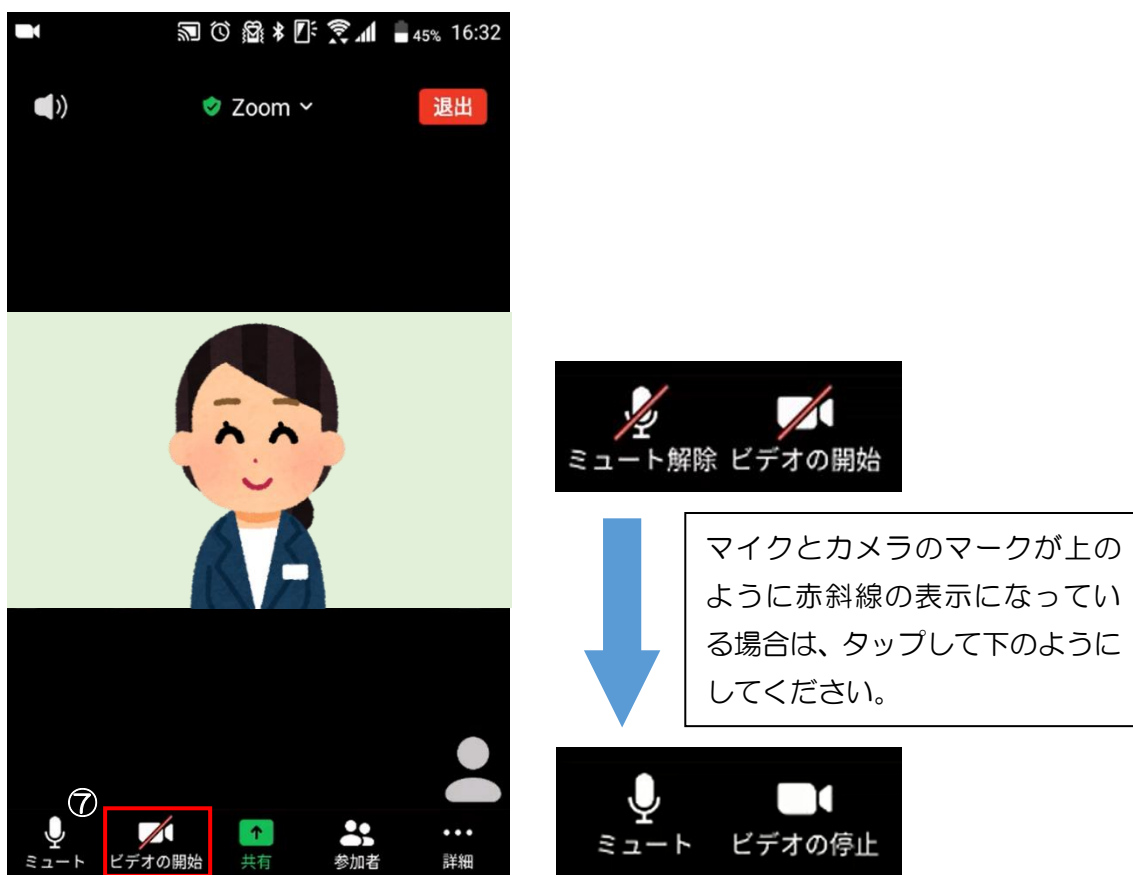 45% 16:32
Zoom
退出
⑦
ミュート
ビデオの開始
共有
参加者
詳細
ミュート解除 ビデオの開始
マイクとカメラのマークが上の
ように赤斜線の表示になってい
る場合は、タップして下のように
してください。
ミュート ビデオの停止